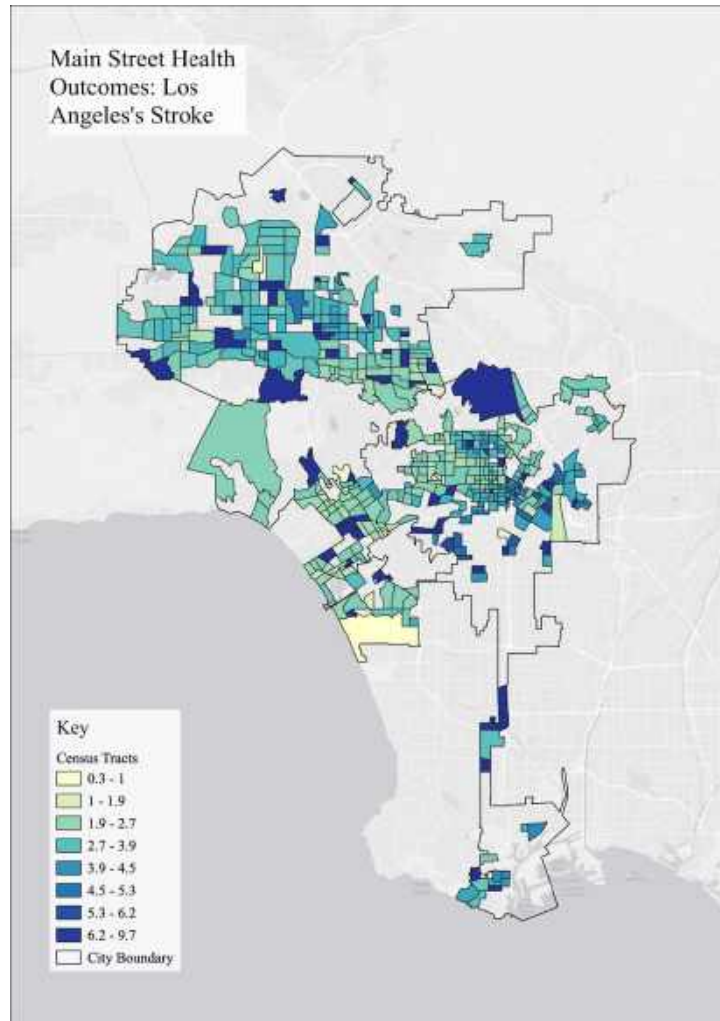 Main Street Health
Outcomes: Los
Angeles's Stroke
Key
Census Tracts
0.3 - 1
1 - 1.9
1.9 - 2.7
2.7 - 3.9
3.9 - 4.5
4.5 - 5.3
5.3 - 6.2
6.2 - 9.7
City Boundary